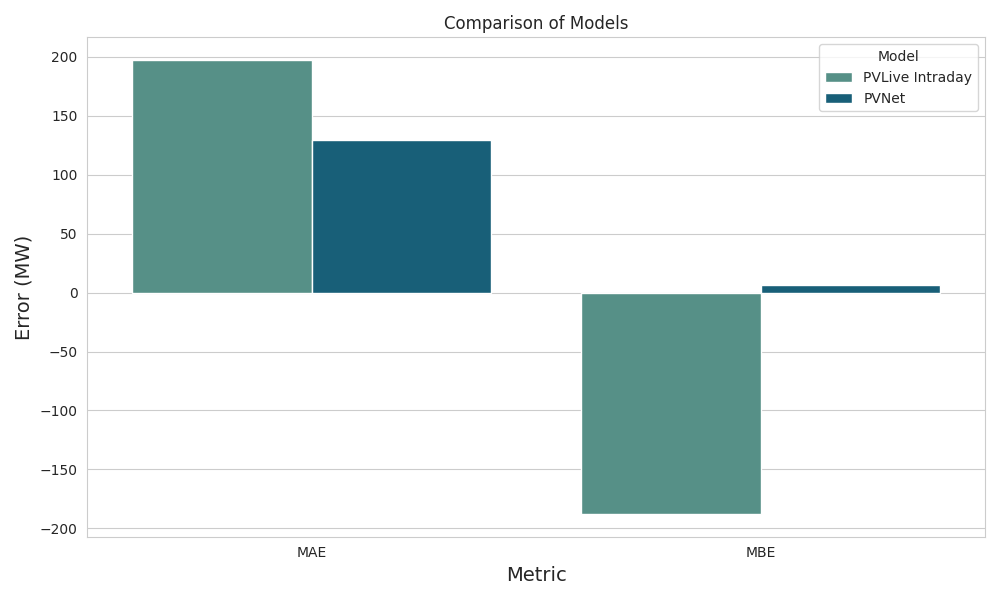 Comparison of Models
Model
PVLive Intraday
PVNet
200
150
100
50
0
−50
−100
−150
−200
Error (MW)
MAE
MBE
Metric